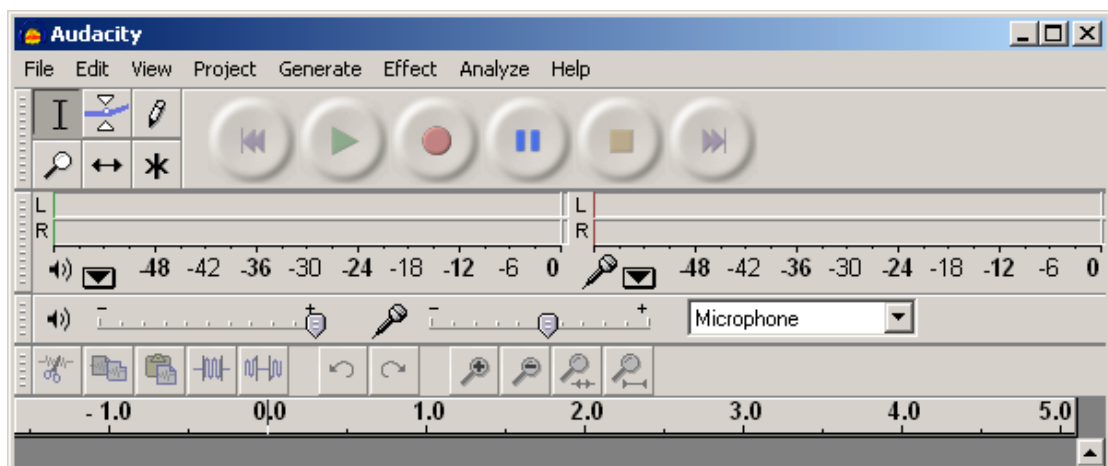 Audacity
File Edit View Project Generate Effect Analyze Help
L L
R R
-48 -42 -36 -30 -24 -18 -12 -6 0 -48 -42 -36 -30 -24 -18 -12 -6 0
- + - + Microphone
- 1.0 0.0 1.0 2.0 3.0 4.0 5.0